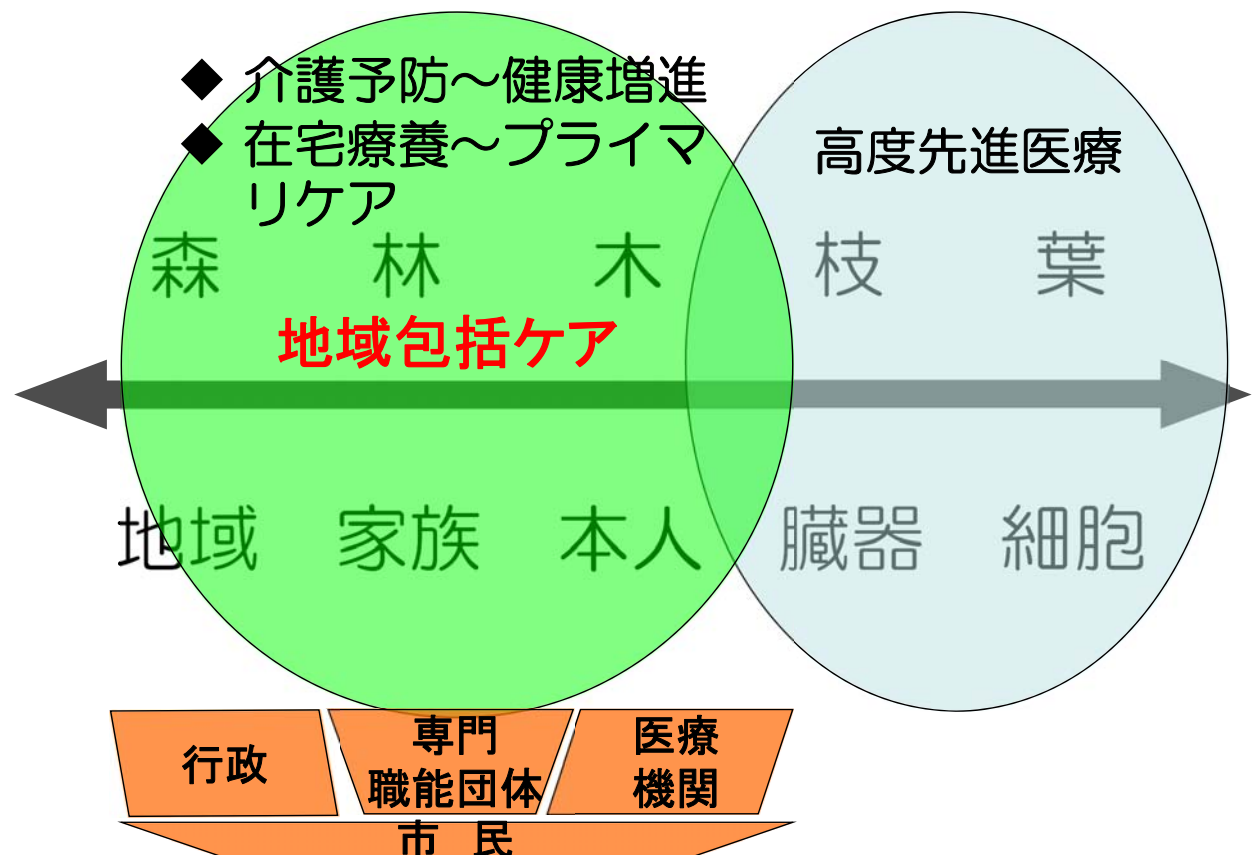 ◆ 介護予防～健康増進
◆ 在宅療養～プライマ
リケア
高度先進医療
森 林 木 枝 葉
地域包括ケア
地域 家族 本人 臓器 細胞
行政
専門
職能団体
医療
機関
市 民